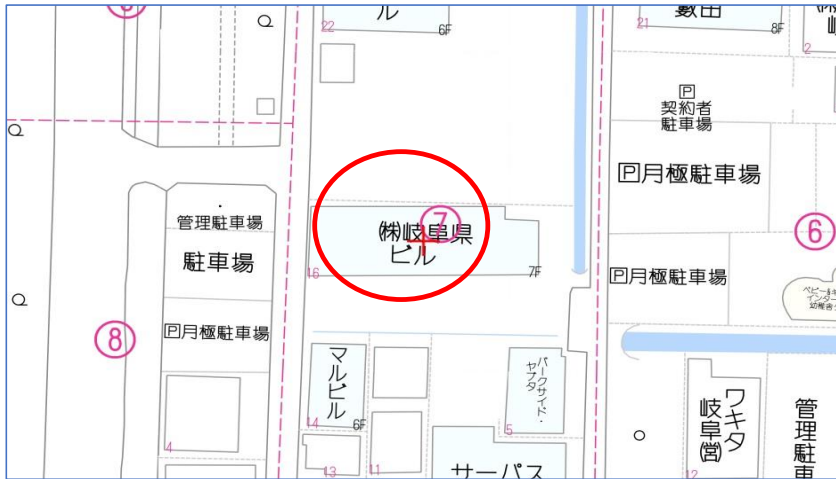 ル
22
6F
藪田
21
8F
2
P
契約者
駐車場
P月極駐車場
管理駐車場
駐車場
P月極駐車場
8
㈱岐阜県
ビル
7
16
7F
P月極駐車場
6
マルビル
14
6F
13
11
4
パークサイド・
ヤブタ
5
サーパス
ワキタ
岐阜㈲
12
管理駐車